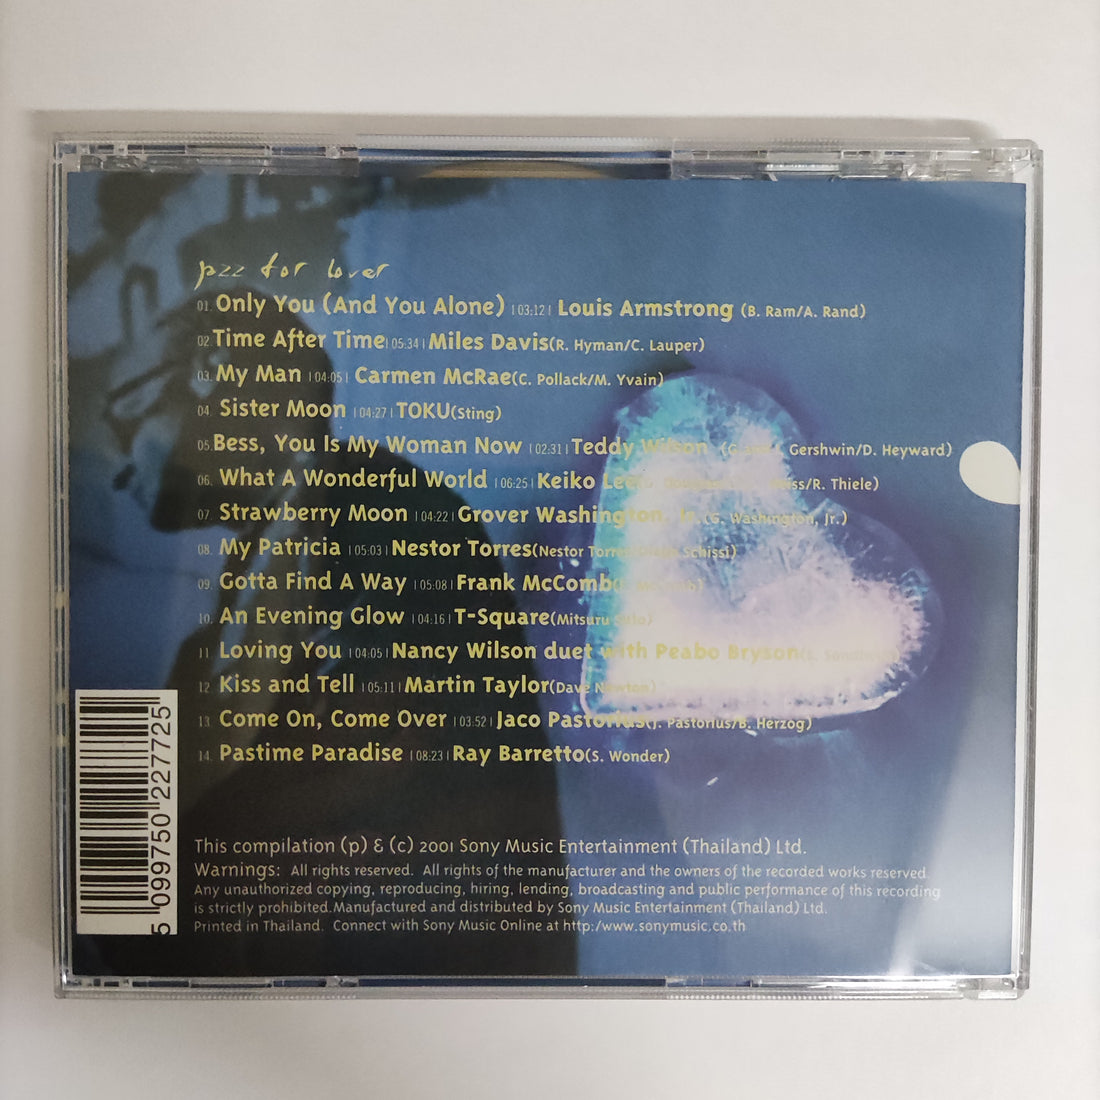 jazz for lover
01. Only You (And You Alone) | 03:12 | Louis Armstrong (B. Ram/A. Rand)
02. Time After Time | 05:34 | Miles Davis(R. Hyman/C. Lauper)
03. My Man | 04:05 | Carmen McRae(C. Pollack/M. Yvain)
04. Sister Moon | 04:27 | TOKU(Sting)
05. Bess, You Is My Woman Now | 02:31 | Teddy Wilson Gershwin/D. Heyward)
06. What A Wonderful World | 06:25 | Keiko Lee /R. Thiele)
07. Strawberry Moon | 04:22 | Grover Washington, Jr.(G. Washington, Jr.)
08. My Patricia | 05:03 | Nestor Torres(Nestor Torres
09. Gotta Find A Way | 05:08 | Frank McComb
10. An Evening Glow | 04:16 | T-Square(Mitsuru
11 Loving You | 04:05 | Nancy Wilson duet with Peabo Bryson
12. Kiss and Tell | 05:11 | Martin Taylor(Dave Newton)
13. Come On, Come Over | 03:52 | Jaco Pastorius(J. Pastorius/B. Herzog)
14. Pastime Paradise | 08:23 | Ray Barretto(S. Wonder)
This compilation (p) & (c) 2001 Sony Music Entertainment (Thailand) Ltd.
Warnings: All rights reserved. All rights of the manufacturer and the owners of the recorded works reserved.
Any unauthorized copying, reproducing, hiring, lending, broadcasting and public performance of this recording
is strictly prohibited. Manufactured and distributed by Sony Music Entertainment (Thailand) Ltd.
Printed in Thailand. Connect with Sony Music Online at http:/www.sonymusic.co.th
5 099750 227725